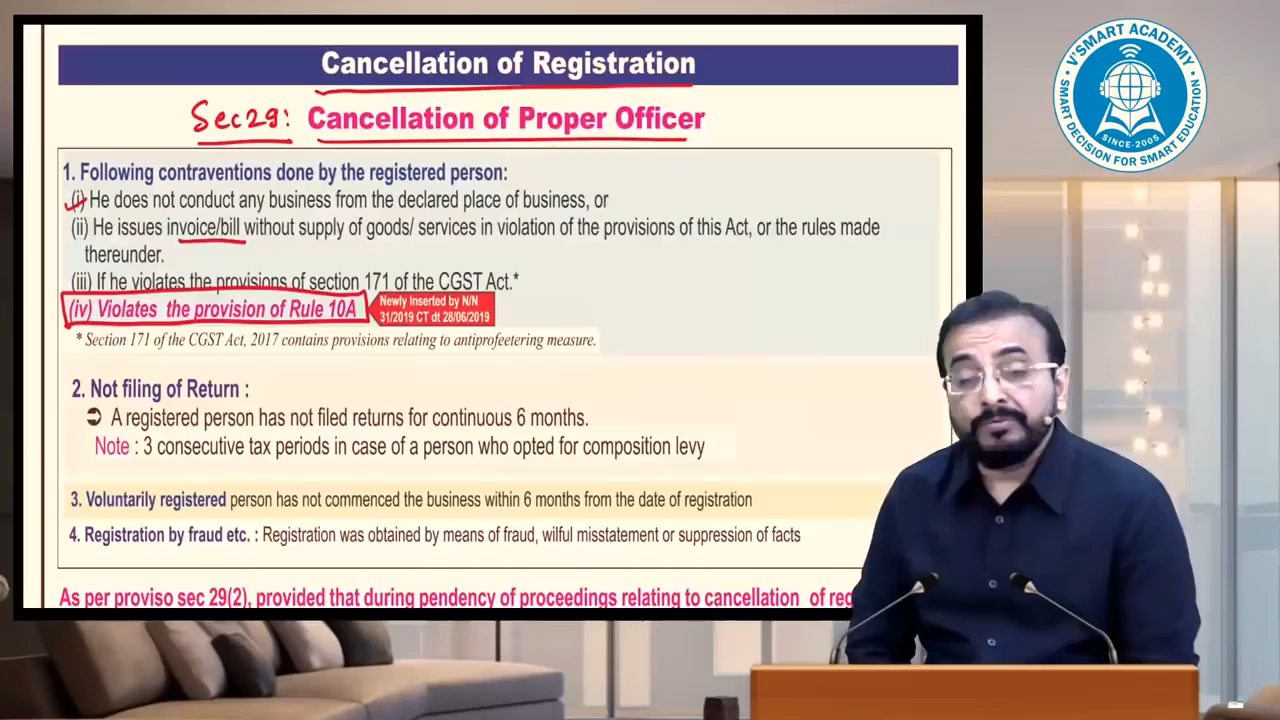 Cancellation of Registration
Sec 29: Cancellation of Proper Officer
1. Following contraventions done by the registered person:
(i) He does not conduct any business from the declared place of business, or
(ii) He issues invoice/bill without supply of goods/ services in violation of the provisions of this Act, or the rules made
thereunder.
(iii) If he violates the provisions of section 171 of the CGST Act.*
(iv) Violates the provision of Rule 10A
Newly Inserted by N/N
31/2019 CT dt 28/06/2019
* Section 171 of the CGST Act, 2017 contains provisions relating to antiprofeetering measure.
2. Not filing of Return :
➲ A registered person has not filed returns for continuous 6 months.
Note : 3 consecutive tax periods in case of a person who opted for composition levy
3. Voluntarily registered person has not commenced the business within 6 months from the date of registration
4. Registration by fraud etc. : Registration was obtained by means of fraud, wilful misstatement or suppression of facts
As per proviso sec 29(2), provided that during pendency of proceedings relating to cancellation of reg
V'SMART ACADEMY
SINCE-2005
SMART DECISION FOR SMART EDUCATION